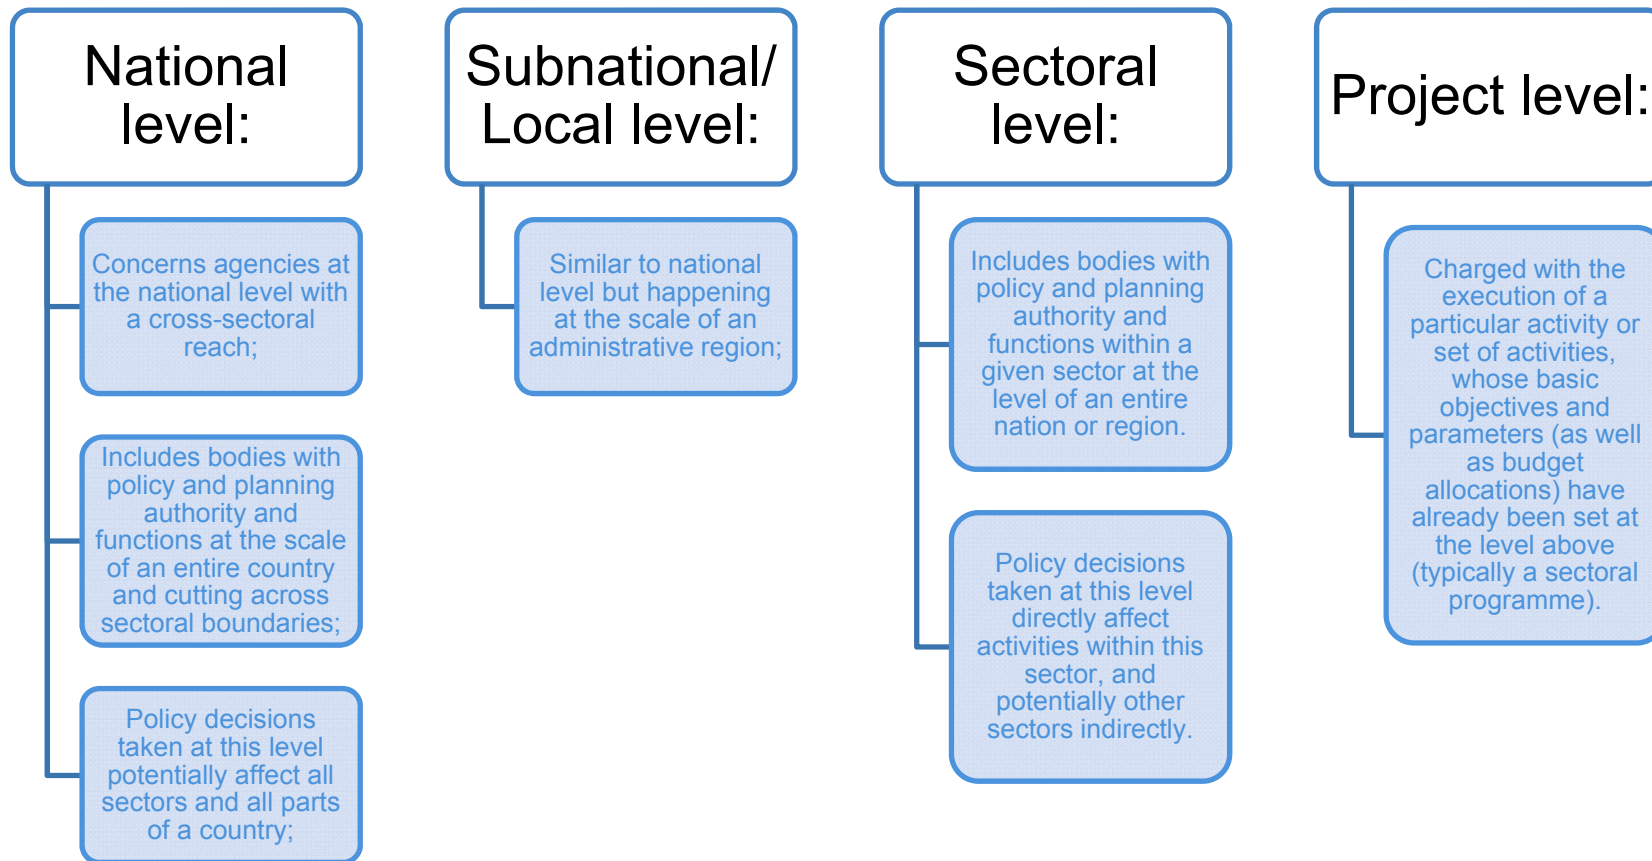 National
level:
Concerns agencies at
the national level with
a cross-sectoral
reach;
Includes bodies with
policy and planning
authority and
functions at the scale
of an entire country
and cutting across
sectoral boundaries;
Policy decisions
taken at this level
potentially affect all
sectors and all parts
of a country;
Subnational/
Local level:
Similar to national
level but happening
at the scale of an
administrative region;
Sectoral
level:
Includes bodies with
policy and planning
authority and
functions within a
given sector at the
level of an entire
nation or region.
Policy decisions
taken at this level
directly affect
activities within this
sector, and
potentially other
sectors indirectly.
Project level:
Charged with the
execution of a
particular activity or
set of activities,
whose basic
objectives and
parameters (as well
as budget
allocations) have
already been set at
the level above
(typically a sectoral
programme).